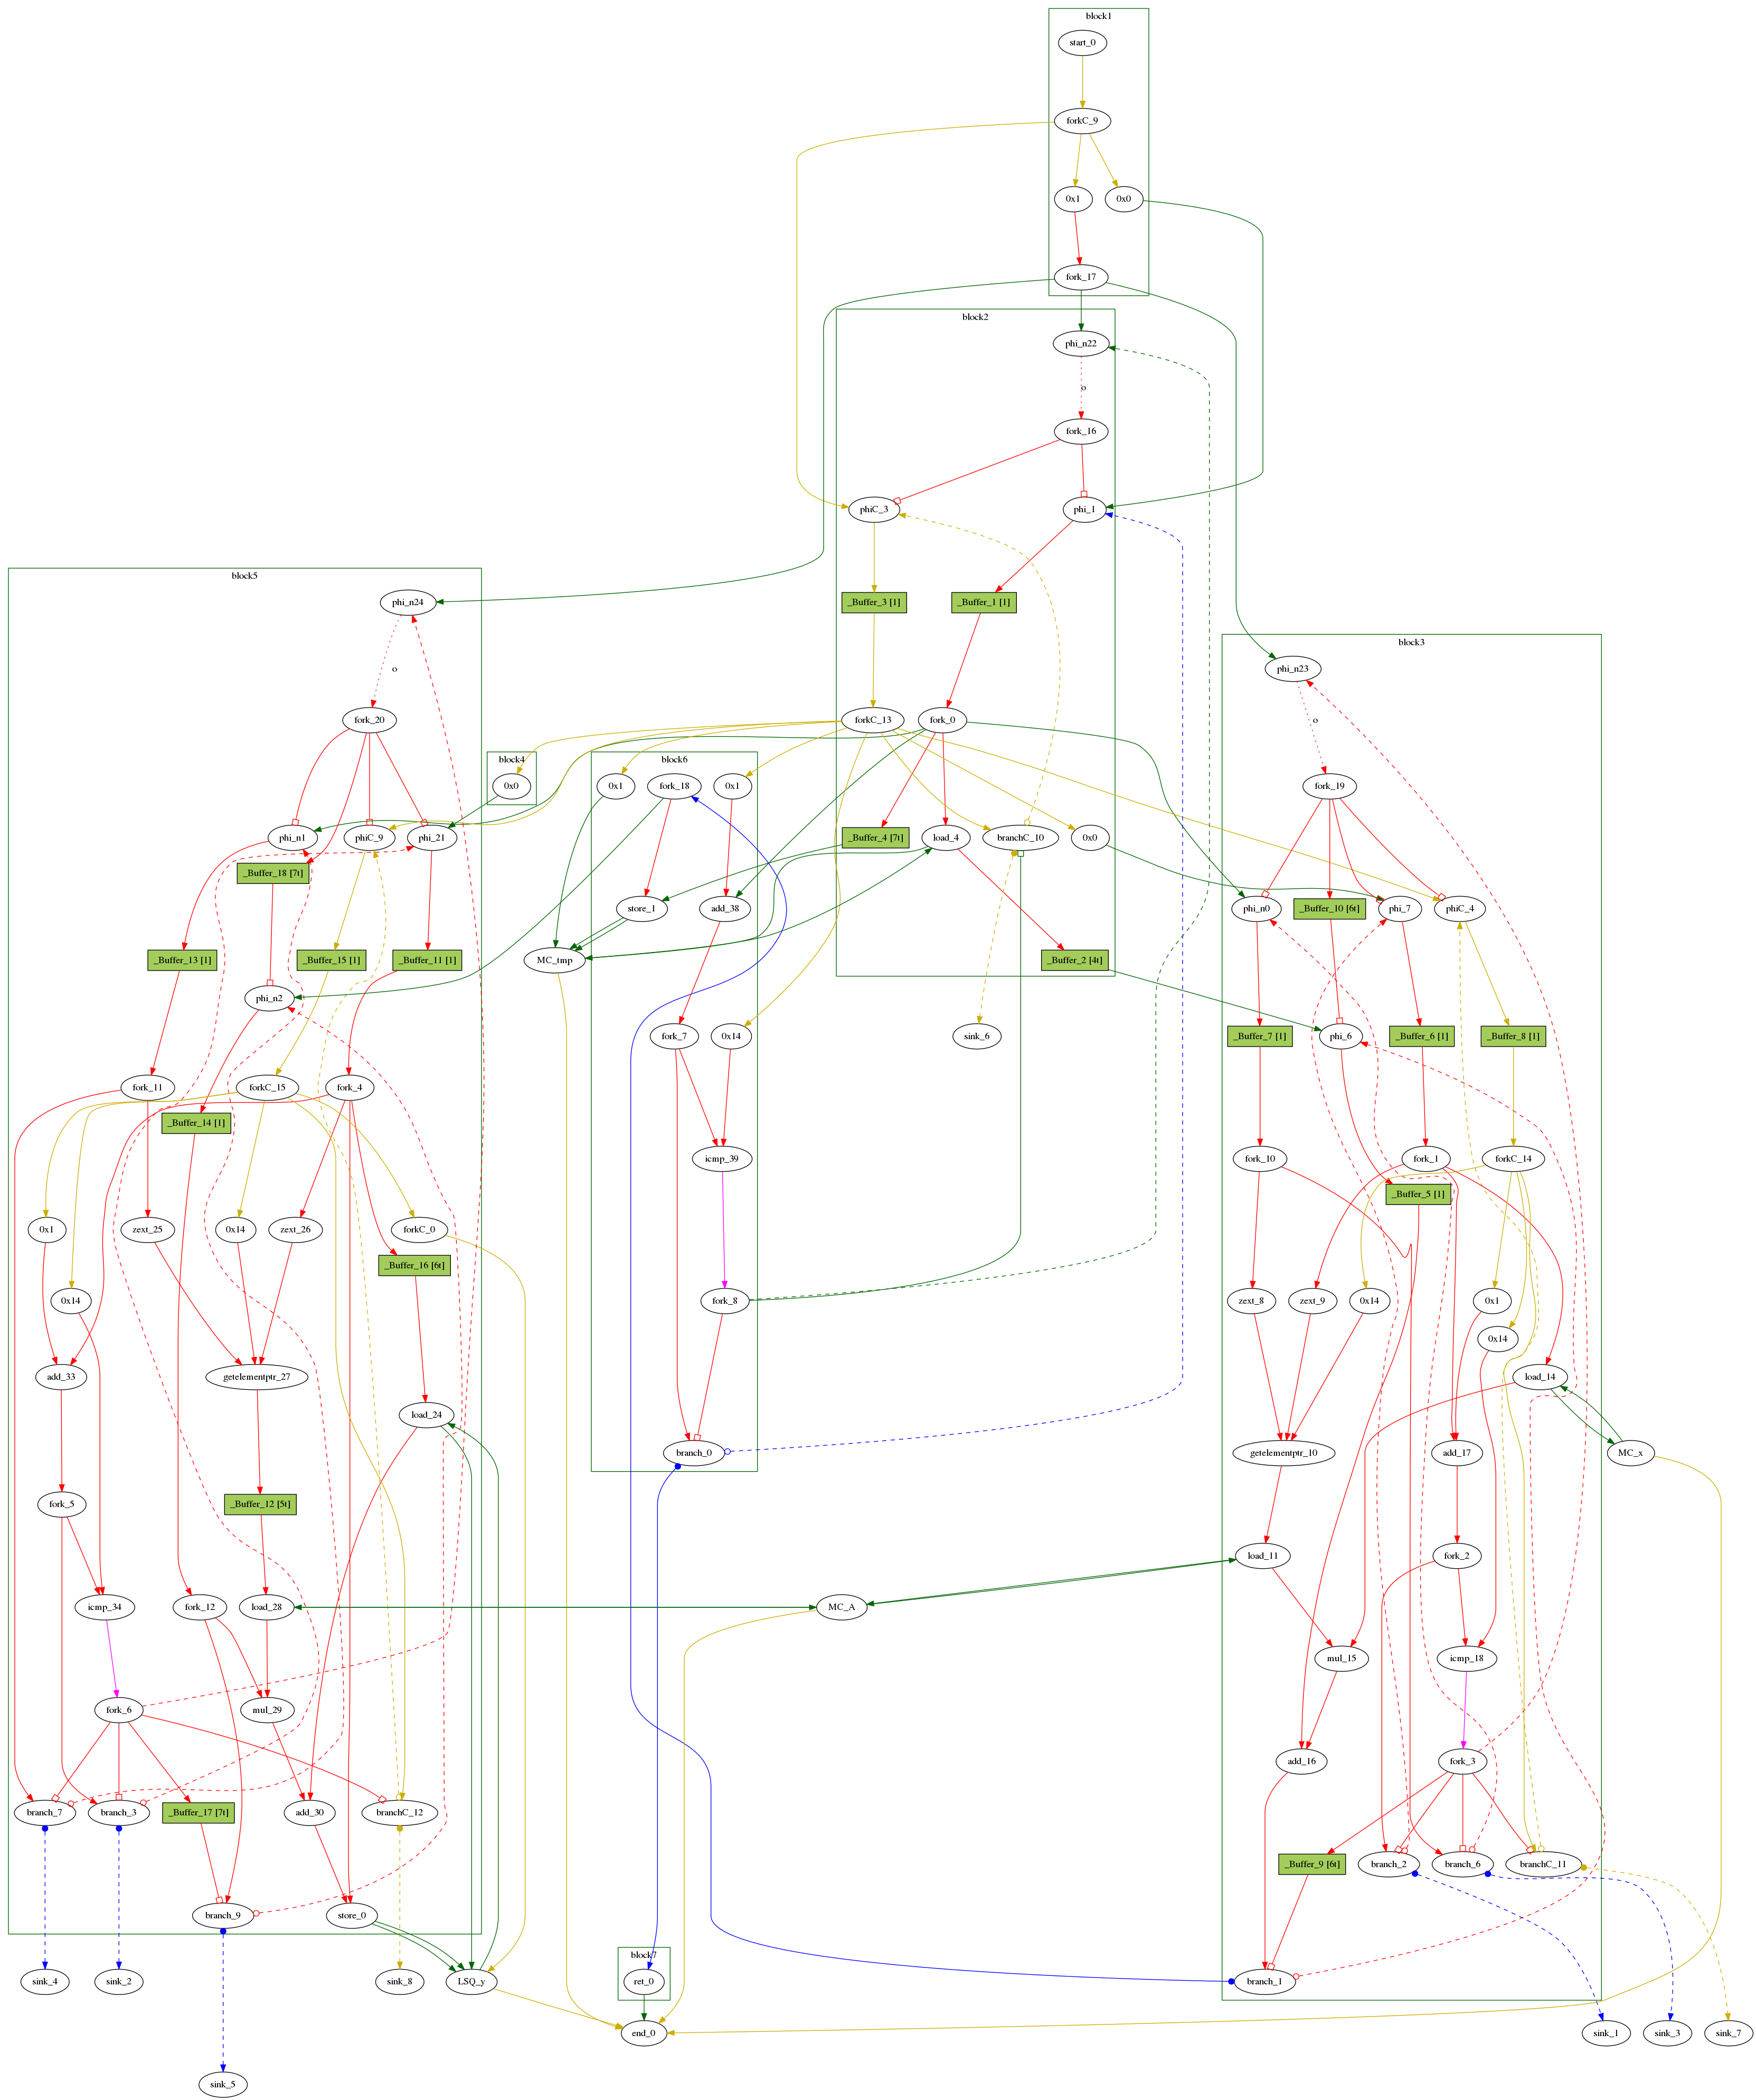 block1
start_0
forkC_9
0x1
0x0
fork_17
block2
phi_n22
o
fork_16
phiC_3
phi_1
_Buffer_3 [1]
_Buffer_1 [1]
forkC_13
fork_0
_Buffer_4 [7t]
load_4
branchC_10
0x0
_Buffer_2 [4t]
sink_6
block5
phi_n24
o
fork_20
phi_n1
phiC_9
phi_21
_Buffer_18 [7t]
_Buffer_13 [1]
_Buffer_15 [1]
_Buffer_11 [1]
phi_n2
fork_11
forkC_15
fork_4
_Buffer_14 [1]
0x1
zext_25
0x14
zext_26
forkC_0
_Buffer_16 [6t]
0x14
add_33
getelementptr_27
load_24
fork_5
_Buffer_12 [5t]
icmp_34
fork_12
load_28
fork_6
mul_29
branch_7
branch_3
_Buffer_17 [7t]
add_30
branchC_12
branch_9
store_0
sink_4
sink_2
sink_8
LSQ_y
sink_5
block4
0x0
block6
0x1
fork_18
0x1
store_1
add_38
MC_tmp
fork_7
0x14
icmp_39
fork_8
branch_0
MC_A
block7
ret_0
end_0
block3
phi_n23
o
fork_19
phi_n0
_Buffer_10 [6t]
phi_7
phiC_4
_Buffer_7 [1]
phi_6
_Buffer_6 [1]
_Buffer_8 [1]
fork_10
fork_1
forkC_14
_Buffer_5 [1]
zext_8
zext_9
0x14
0x1
0x14
load_14
getelementptr_10
add_17
MC_x
load_11
fork_2
mul_15
icmp_18
add_16
fork_3
_Buffer_9 [6t]
branch_2
branch_6
branchC_11
branch_1
sink_1
sink_3
sink_7